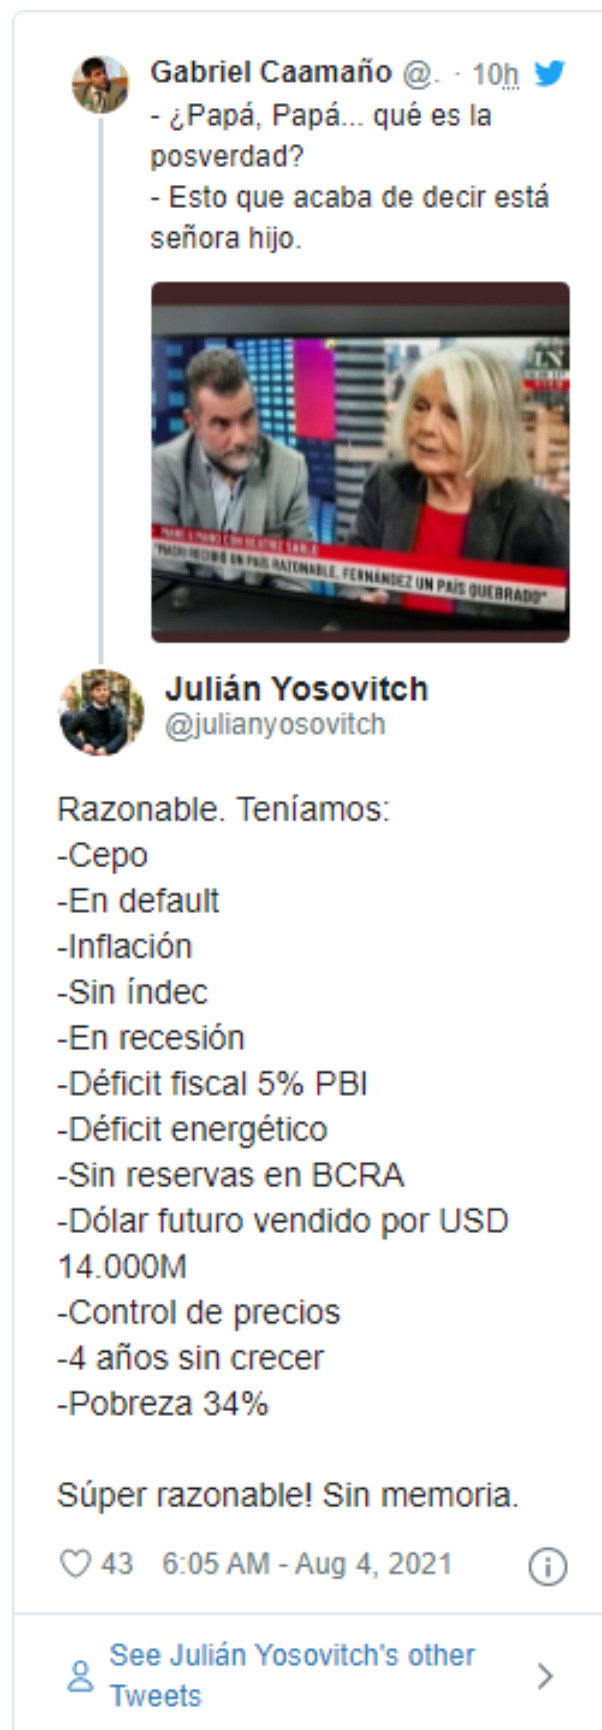 Gabriel Caamaño @. · 10h
- ¿Papá, Papá... qué es la
posverdad?
- Esto que acaba de decir está
señora hijo.
LN
MANO A MANO CON BEATRIZ SARLO
"MACRI RECIBIÓ UN PAÍS RAZONABLE, FERNÁNDEZ UN PAÍS QUEBRADO"
Julián Yosovitch
@julianyosovitch
Razonable. Teníamos:
-Cepo
-En default
-Inflación
-Sin índec
-En recesión
-Déficit fiscal 5% PBI
-Déficit energético
-Sin reservas en BCRA
-Dólar futuro vendido por USD
14.000M
-Control de precios
-4 años sin crecer
-Pobreza 34%
Súper razonable! Sin memoria.
43 6:05 AM - Aug 4, 2021
See Julián Yosovitch's other
Tweets